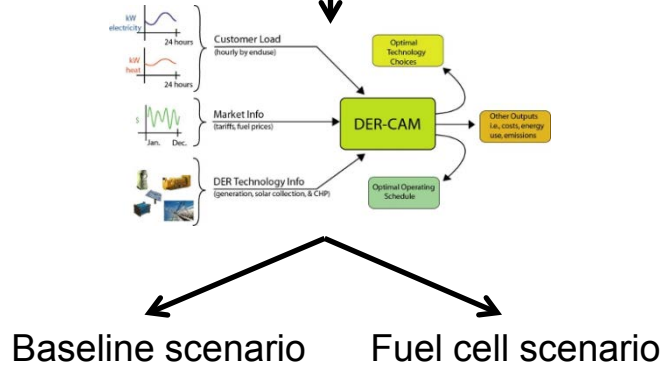 kW
electricity
24 hours
kW
heat
24 hours
Customer Load
(hourly by enduse)
$
Jan. Dec.
Market Info
(tariffs, fuel prices)
DER Technology Info
(generation, solar collection, & CHP)
DER-CAM
Optimal
Technology
Choices
Other Outputs
i.e., costs, energy
use, emissions
Optimal Operating
Schedule
Baseline scenario
Fuel cell scenario